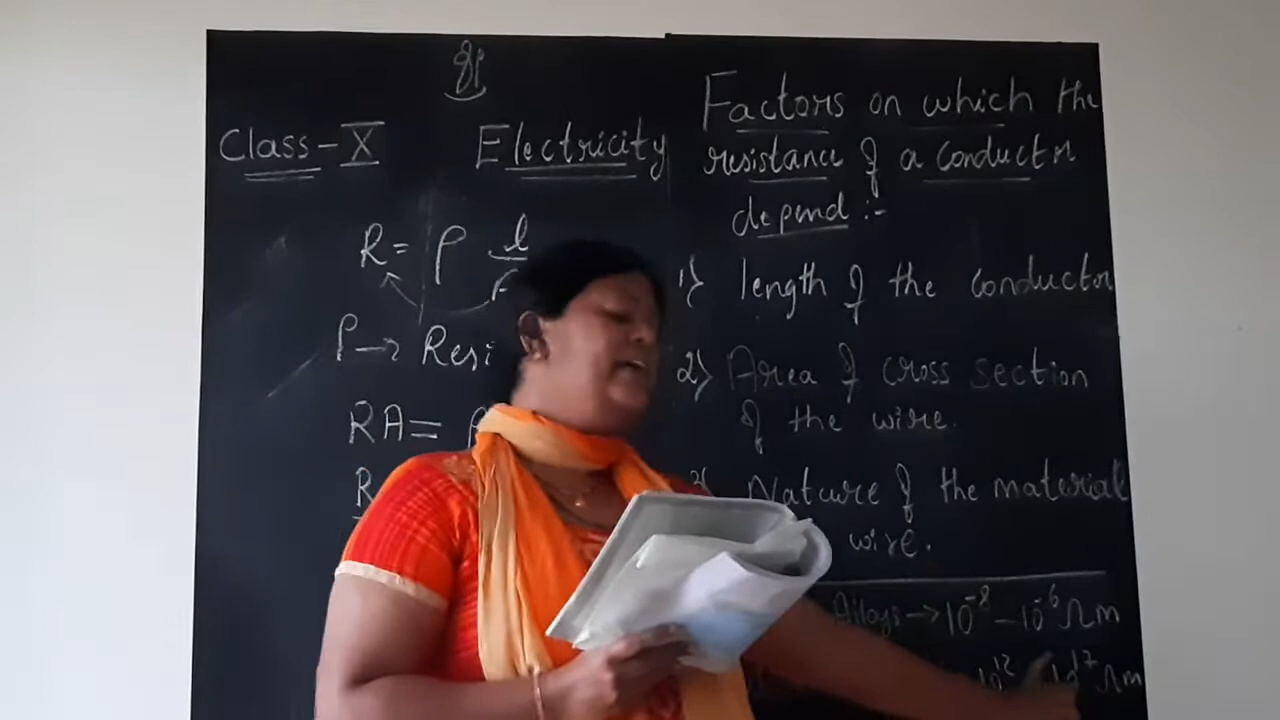 Class-X
Electricity
R = ρ l
ρ → Resi
RA =
R
Factors on which the
resistance of a conductor
depend :-
1) length of the conductor
2) Area of cross section
of the wire.
3) Nature of the material
wire.
Alloys → 10⁻⁸ – 10⁻⁶ Ωm
10¹² 10¹⁷ Ωm